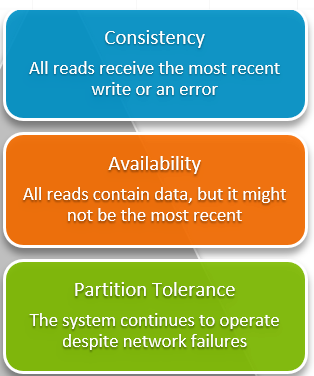 Consistency
All reads receive the most recent
write or an error
Availability
All reads contain data, but it might
not be the most recent
Partition Tolerance
The system continues to operate
despite network failures